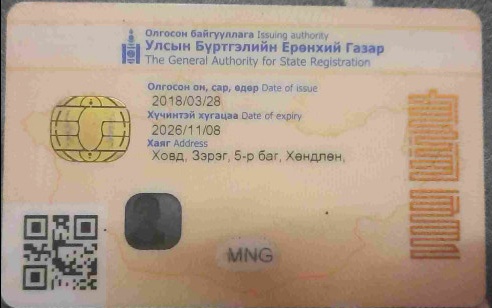 Олгосон байгууллага Issuing authority
Улсын Бүртгэлийн Ерөнхий Газар
The General Authority for State Registration
Олгосон он, сар, өдөр Date of issue
2018/03/28
Хүчинтэй хугацаа Date of expiry
2026/11/08
Хаяг Address
Ховд, Зэрэг, 5-р баг, Хөндлөн,
MNG